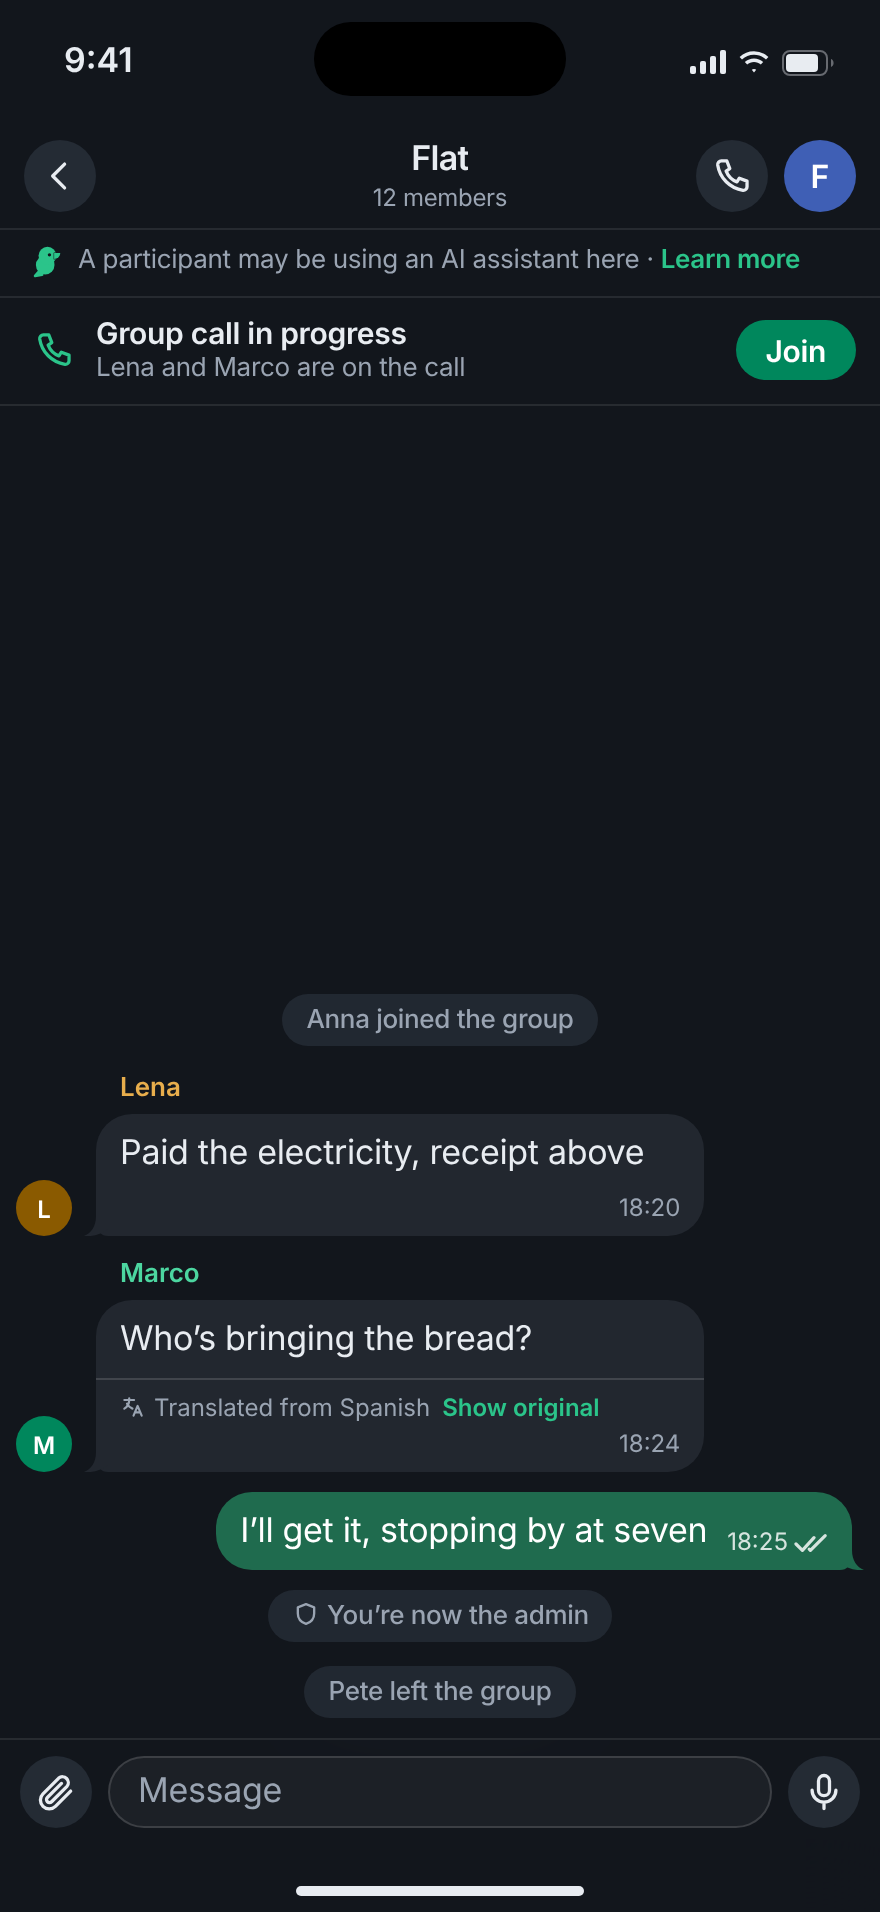 9:41
Flat
12 members
F
A participant may be using an AI assistant here · Learn more
Group call in progress
Lena and Marco are on the call
Join
Anna joined the group
Lena
Paid the electricity, receipt above
18:20
L
Marco
Who’s bringing the bread?
Translated from Spanish Show original
18:24
M
I’ll get it, stopping by at seven 18:25
You’re now the admin
Pete left the group
Message